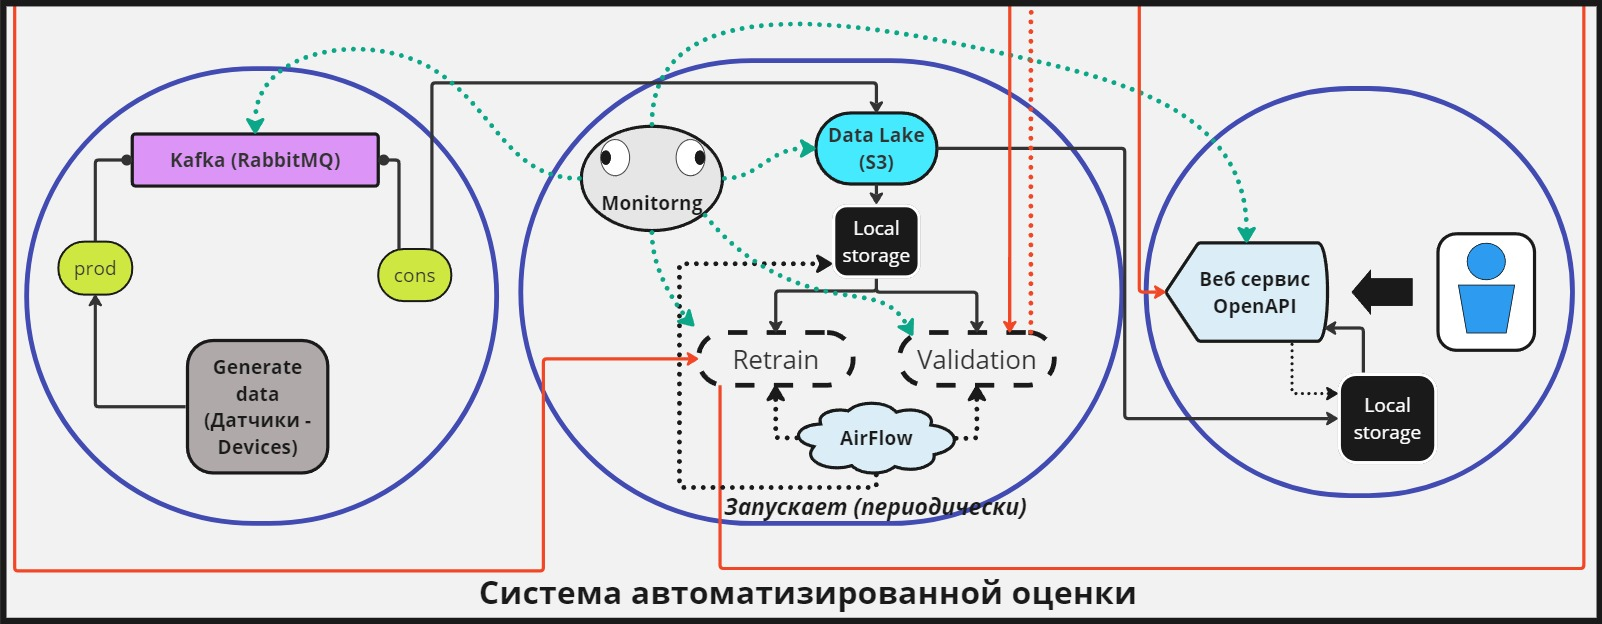 Kafka (RabbitMQ)
prod
cons
Generate
data
(Датчики -
Devices)
Monitorng
Data Lake
(S3)
Local
storage
Retrain
Validation
AirFlow
Запускает (периодически)
Веб сервис
OpenAPI
Local
storage
Система автоматизированной оценки